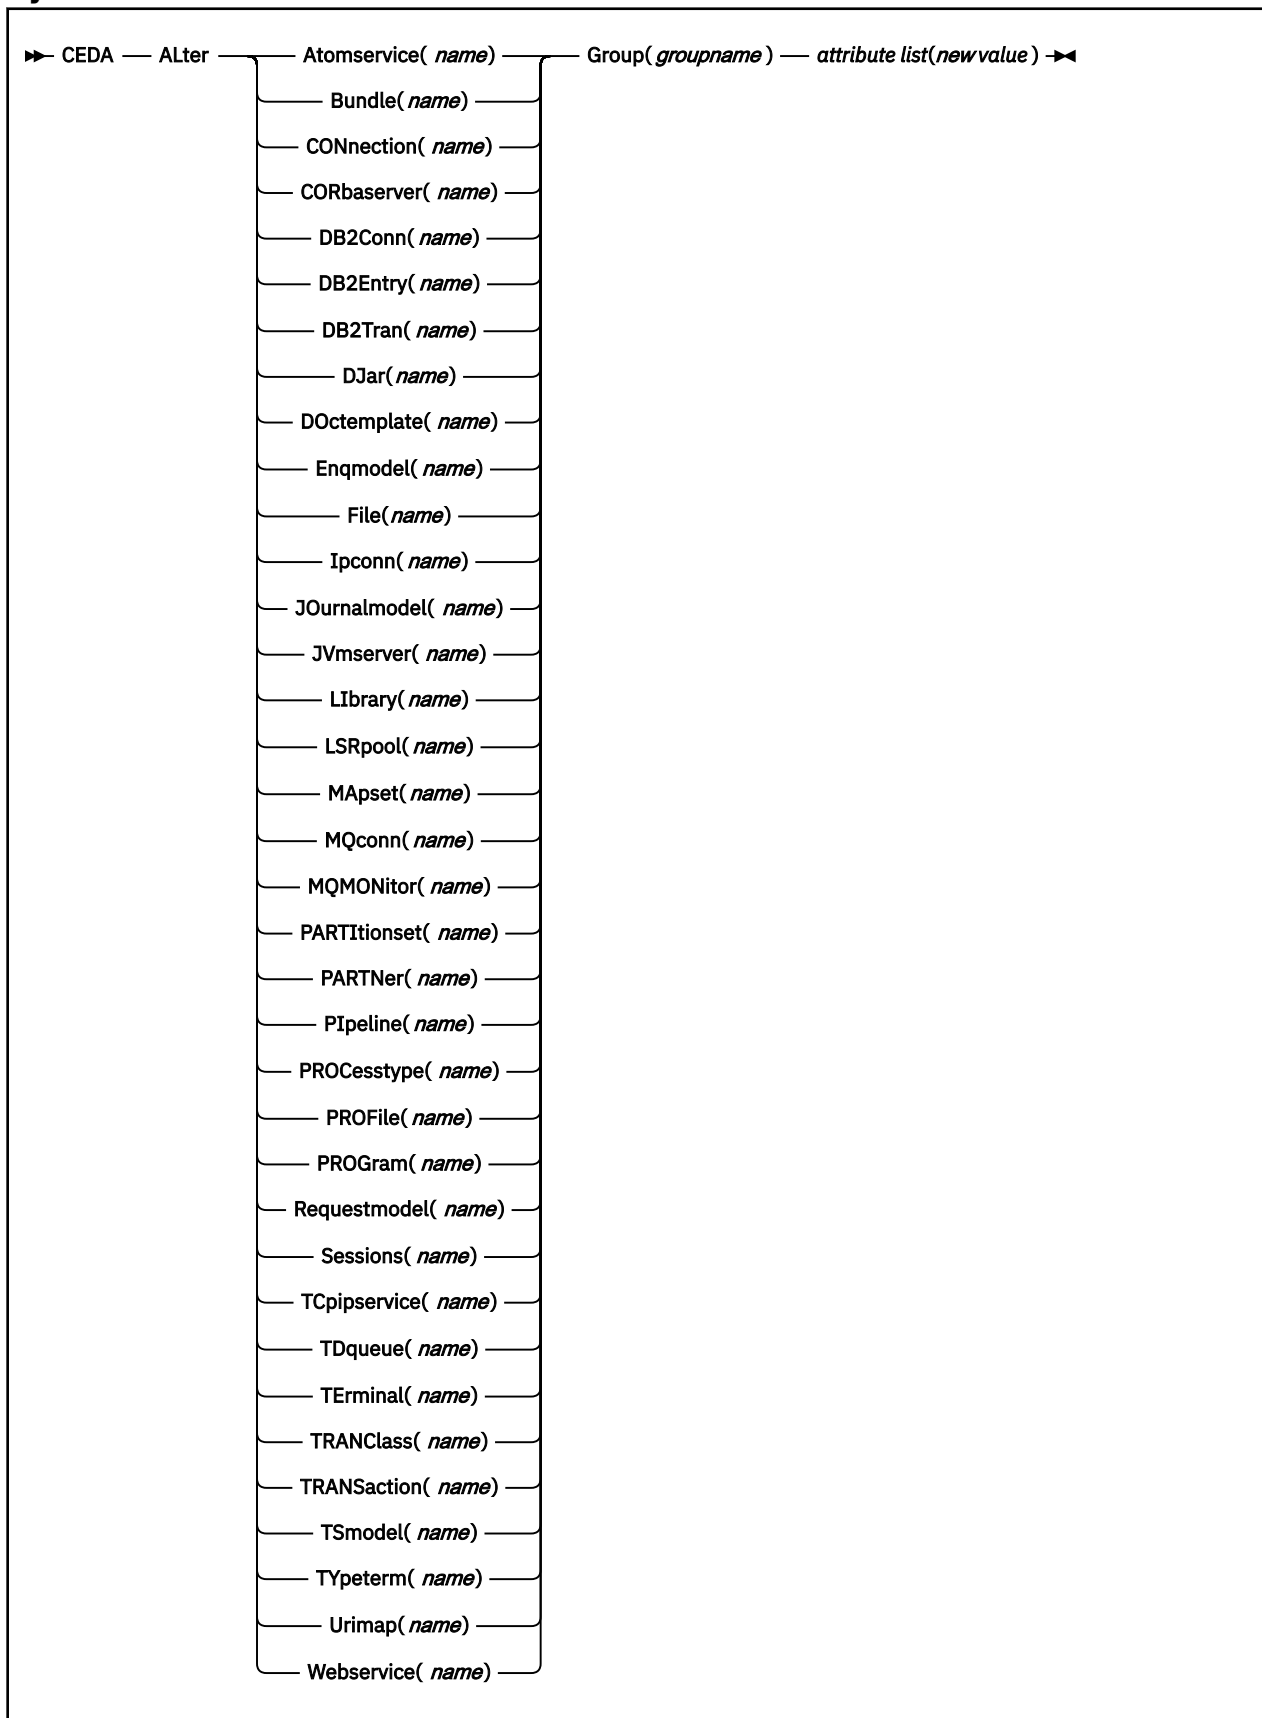 CEDA — ALter — Atomservice( name) — Group( groupname ) — attribute list(newvalue )
Bundle( name)
CONnection( name)
CORbaserver( name)
DB2Conn( name)
DB2Entry( name)
DB2Tran( name)
DJar( name)
DOctemplate( name)
Enqmodel( name)
File( name)
Ipconn( name)
JOurnalmodel( name)
JVmserver( name)
LIbrary( name)
LSRpool( name)
MApset( name)
MQconn( name)
MQMONitor( name)
PARTItionset( name)
PARTNer( name)
PIpeline( name)
PROCesstype( name)
PROFile( name)
PROGram( name)
Requestmodel( name)
Sessions( name)
TCpipservice( name)
TDqueue( name)
TErminal( name)
TRANClass( name)
TRANSaction( name)
TSmodel( name)
TYpeterm( name)
Urimap( name)
Webservice( name)